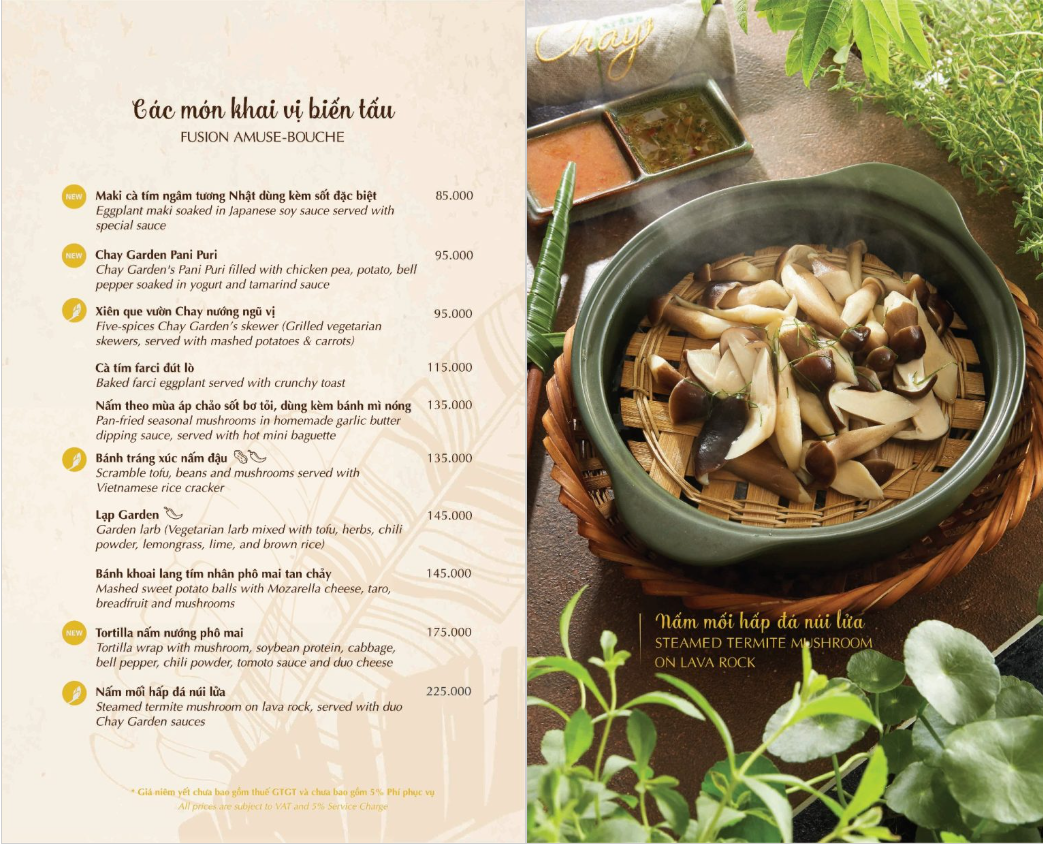 Các món khai vị biến tấu
FUSION AMUSE-BOUCHE
NEW
Maki cà tím ngâm tương Nhật dùng kèm sốt đặc biệt 85.000
Eggplant maki soaked in Japanese soy sauce served with
special sauce
NEW
Chay Garden Pani Puri 95.000
Chay Garden's Pani Puri filled with chicken pea, potato, bell
pepper soaked in yogurt and tamarind sauce
Xiên que vườn Chay nướng ngũ vị 95.000
Five-spices Chay Garden's skewer (Grilled vegetarian
skewers, served with mashed potatoes & carrots)
Cà tím farci đút lò 115.000
Baked farci eggplant served with crunchy toast
Nấm theo mùa áp chảo sốt bơ tỏi, dùng kèm bánh mì nóng 135.000
Pan-fried seasonal mushrooms in homemade garlic butter
dipping sauce, served with hot mini baguette
Bánh tráng xúc nấm đậu 135.000
Scramble tofu, beans and mushrooms served with
Vietnamese rice cracker
Lạp Garden 145.000
Garden larb (Vegetarian larb mixed with tofu, herbs, chili
powder, lemongrass, lime, and brown rice)
Bánh khoai lang tím nhân phô mai tan chảy 145.000
Mashed sweet potato balls with Mozarella cheese, taro,
breadfruit and mushrooms
NEW
Tortilla nấm nướng phô mai 175.000
Tortilla wrap with mushroom, soybean protein, cabbage,
bell pepper, chili powder, tomoto sauce and duo cheese
Nấm mối hấp đá núi lửa 225.000
Steamed termite mushroom on lava rock, served with duo
Chay Garden sauces
* Giá niêm yết chưa bao gồm thuế GTGT và chưa bao gồm 5% Phí phục vụ
All prices are subject to VAT and 5% Service Charge
Chay
Nấm mối hấp đá núi lửa
STEAMED TERMITE MUSHROOM
ON LAVA ROCK